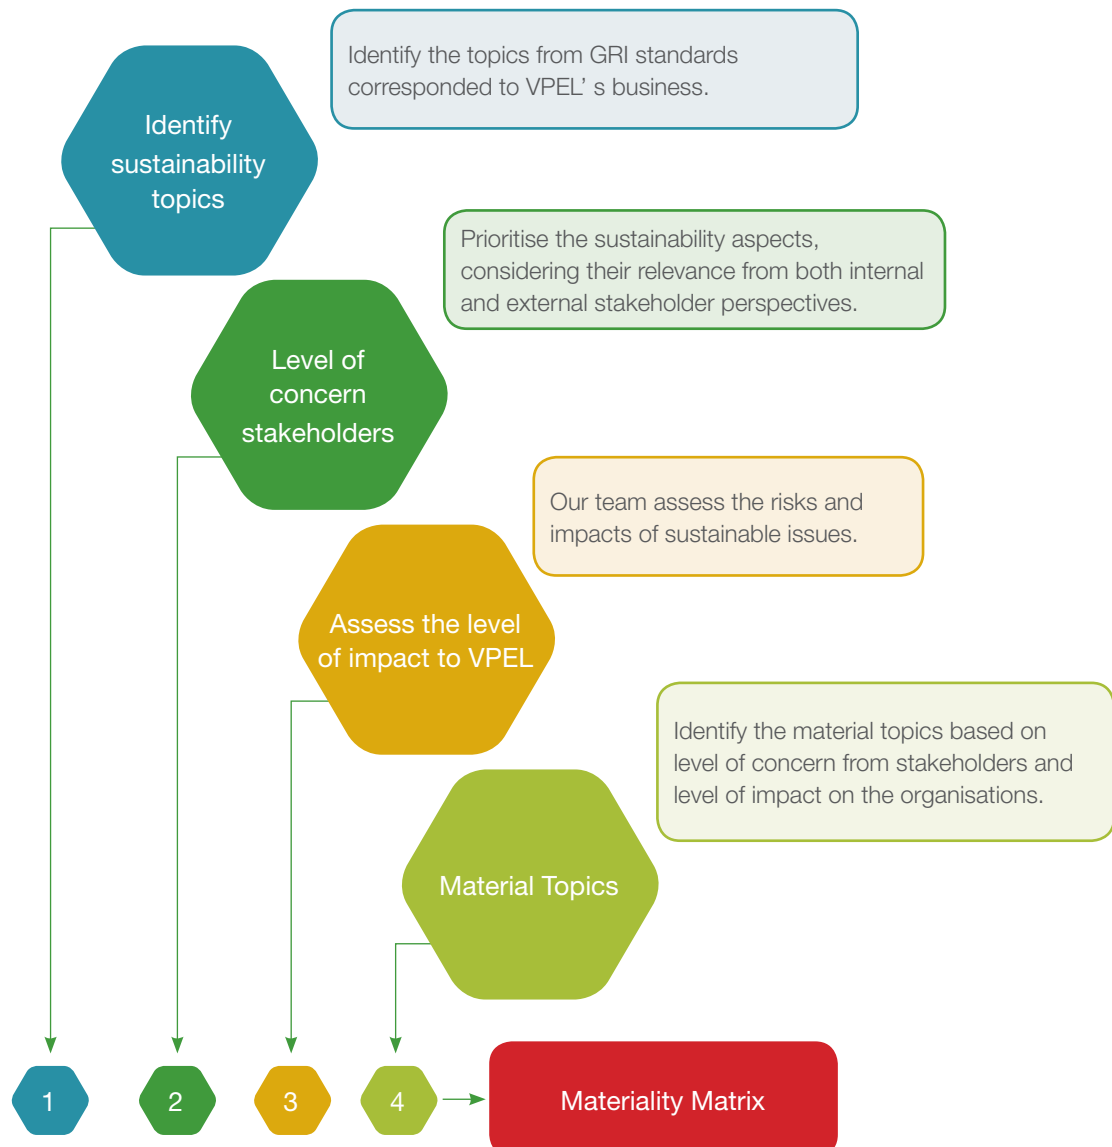 Identify the topics from GRI standards
corresponded to VPEL’ s business.
Identify
sustainability
topics
Prioritise the sustainability aspects,
considering their relevance from both internal
and external stakeholder perspectives.
Level of
concern
stakeholders
Our team assess the risks and
impacts of sustainable issues.
Assess the level
of impact to VPEL
Identify the material topics based on
level of concern from stakeholders and
level of impact on the organisations.
Material Topics
1
2
3
4
Materiality Matrix